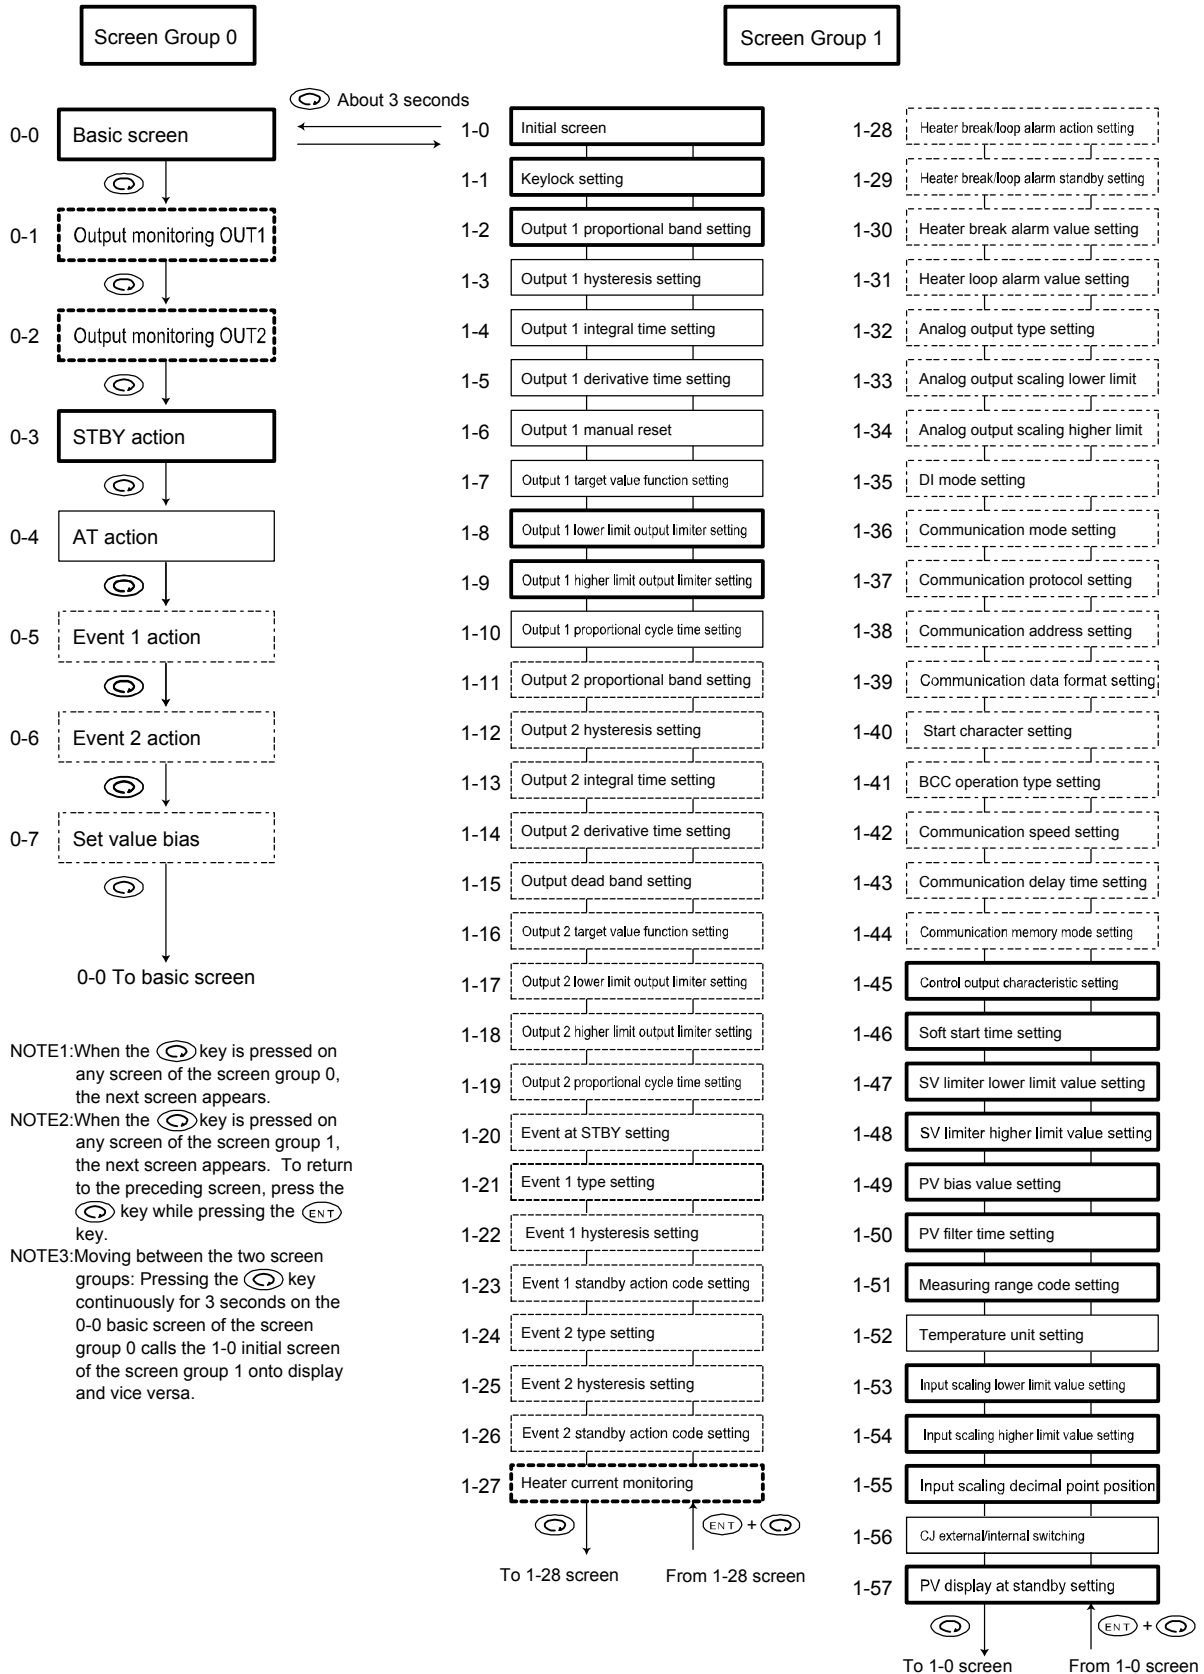 Screen Group 0
Screen Group 1
About 3 seconds
0-0 Basic screen
0-1 Output monitoring OUT1
0-2 Output monitoring OUT2
0-3 STBY action
0-4 AT action
0-5 Event 1 action
0-6 Event 2 action
0-7 Set value bias
0-0 To basic screen
NOTE1:When the key is pressed on
any screen of the screen group 0,
the next screen appears.
NOTE2:When the key is pressed on
any screen of the screen group 1,
the next screen appears. To return
to the preceding screen, press the
key while pressing the ENT
key.
NOTE3:Moving between the two screen
groups: Pressing the key
continuously for 3 seconds on the
0-0 basic screen of the screen
group 0 calls the 1-0 initial screen
of the screen group 1 onto display
and vice versa.
1-0 Initial screen
1-1 Keylock setting
1-2 Output 1 proportional band setting
1-3 Output 1 hysteresis setting
1-4 Output 1 integral time setting
1-5 Output 1 derivative time setting
1-6 Output 1 manual reset
1-7 Output 1 target value function setting
1-8 Output 1 lower limit output limiter setting
1-9 Output 1 higher limit output limiter setting
1-10 Output 1 proportional cycle time setting
1-11 Output 2 proportional band setting
1-12 Output 2 hysteresis setting
1-13 Output 2 integral time setting
1-14 Output 2 derivative time setting
1-15 Output dead band setting
1-16 Output 2 target value function setting
1-17 Output 2 lower limit output limiter setting
1-18 Output 2 higher limit output limiter setting
1-19 Output 2 proportional cycle time setting
1-20 Event at STBY setting
1-21 Event 1 type setting
1-22 Event 1 hysteresis setting
1-23 Event 1 standby action code setting
1-24 Event 2 type setting
1-25 Event 2 hysteresis setting
1-26 Event 2 standby action code setting
1-27 Heater current monitoring
ENT +
To 1-28 screen
From 1-28 screen
1-28 Heater break/loop alarm action setting
1-29 Heater break/loop alarm standby setting
1-30 Heater break alarm value setting
1-31 Heater loop alarm value setting
1-32 Analog output type setting
1-33 Analog output scaling lower limit
1-34 Analog output scaling higher limit
1-35 DI mode setting
1-36 Communication mode setting
1-37 Communication protocol setting
1-38 Communication address setting
1-39 Communication data format setting
1-40 Start character setting
1-41 BCC operation type setting
1-42 Communication speed setting
1-43 Communication delay time setting
1-44 Communication memory mode setting
1-45 Control output characteristic setting
1-46 Soft start time setting
1-47 SV limiter lower limit value setting
1-48 SV limiter higher limit value setting
1-49 PV bias value setting
1-50 PV filter time setting
1-51 Measuring range code setting
1-52 Temperature unit setting
1-53 Input scaling lower limit value setting
1-54 Input scaling higher limit value setting
1-55 Input scaling decimal point position
1-56 CJ external/internal switching
1-57 PV display at standby setting
ENT +
To 1-0 screen
From 1-0 screen